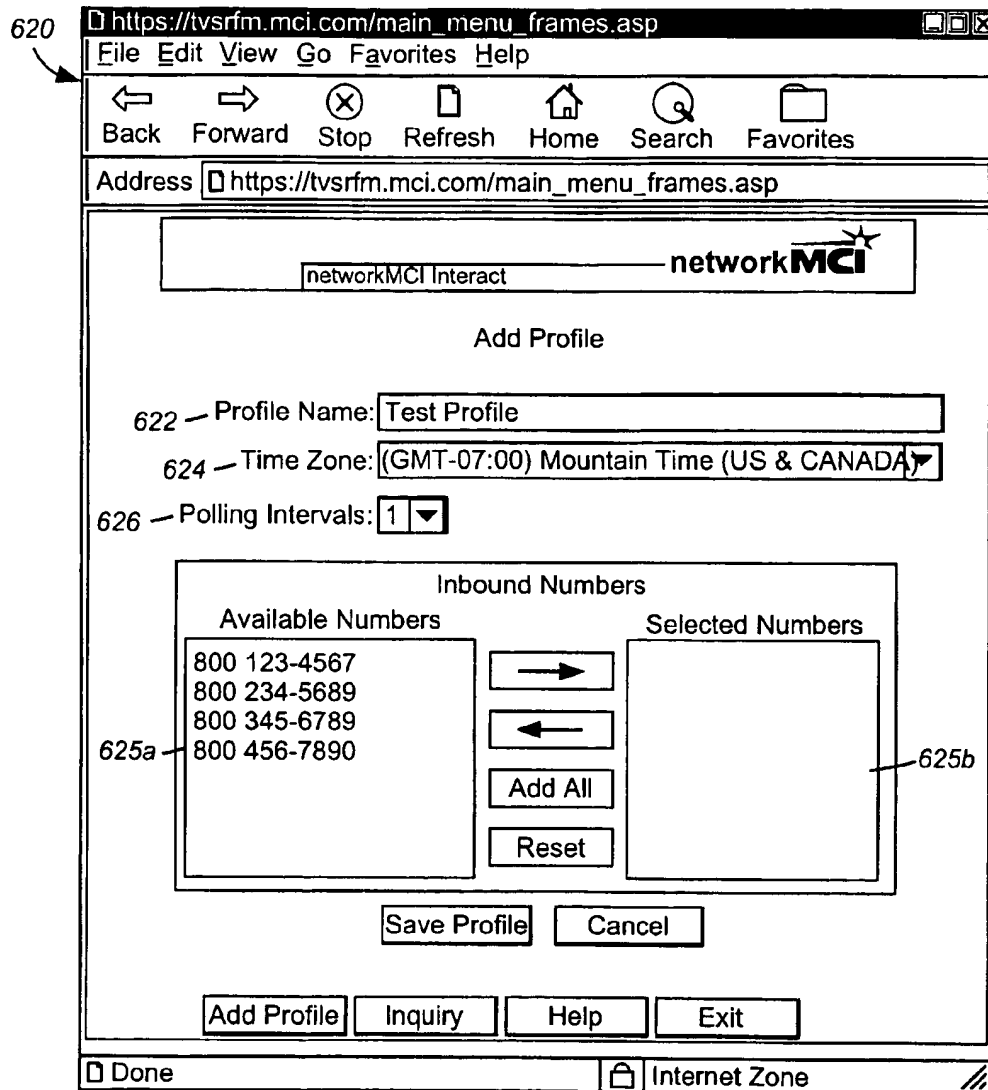 620
https://tvsrfm.mci.com/main_menu_frames.asp
File Edit View Go Favorites Help
Back Forward Stop Refresh Home Search Favorites
Address https://tvsrfm.mci.com/main_menu_frames.asp
networkMCI Interact
networkMCI
Add Profile
622 Profile Name: Test Profile
624 Time Zone: (GMT-07:00) Mountain Time (US & CANADA)
626 Polling Intervals: 1
Inbound Numbers
Available Numbers Selected Numbers
800 123-4567
800 234-5689
800 345-6789
625a 800 456-7890 625b
Add All
Reset
Save Profile Cancel
Add Profile Inquiry Help Exit
Done Internet Zone